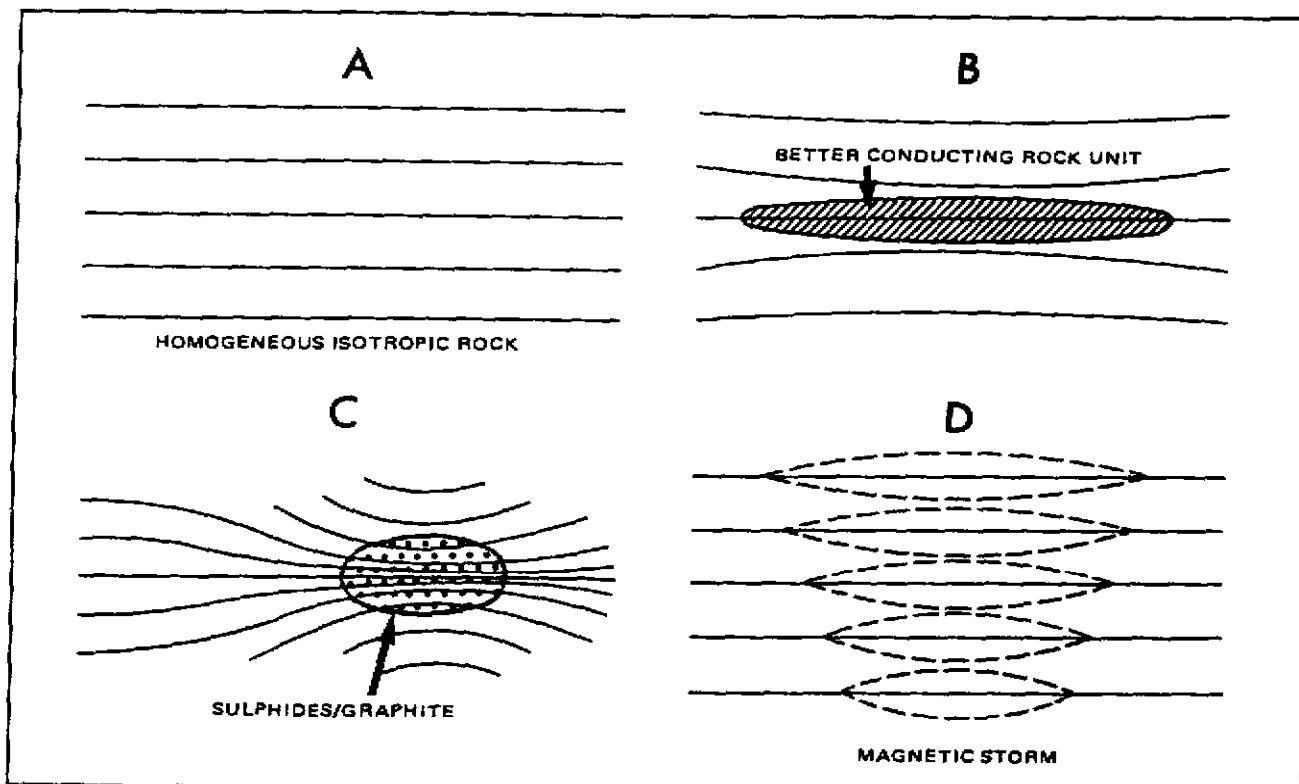 A
B
BETTER CONDUCTING ROCK UNIT
HOMOGENEOUS ISOTROPIC ROCK
C
D
SULPHIDES/GRAPHITE
MAGNETIC STORM